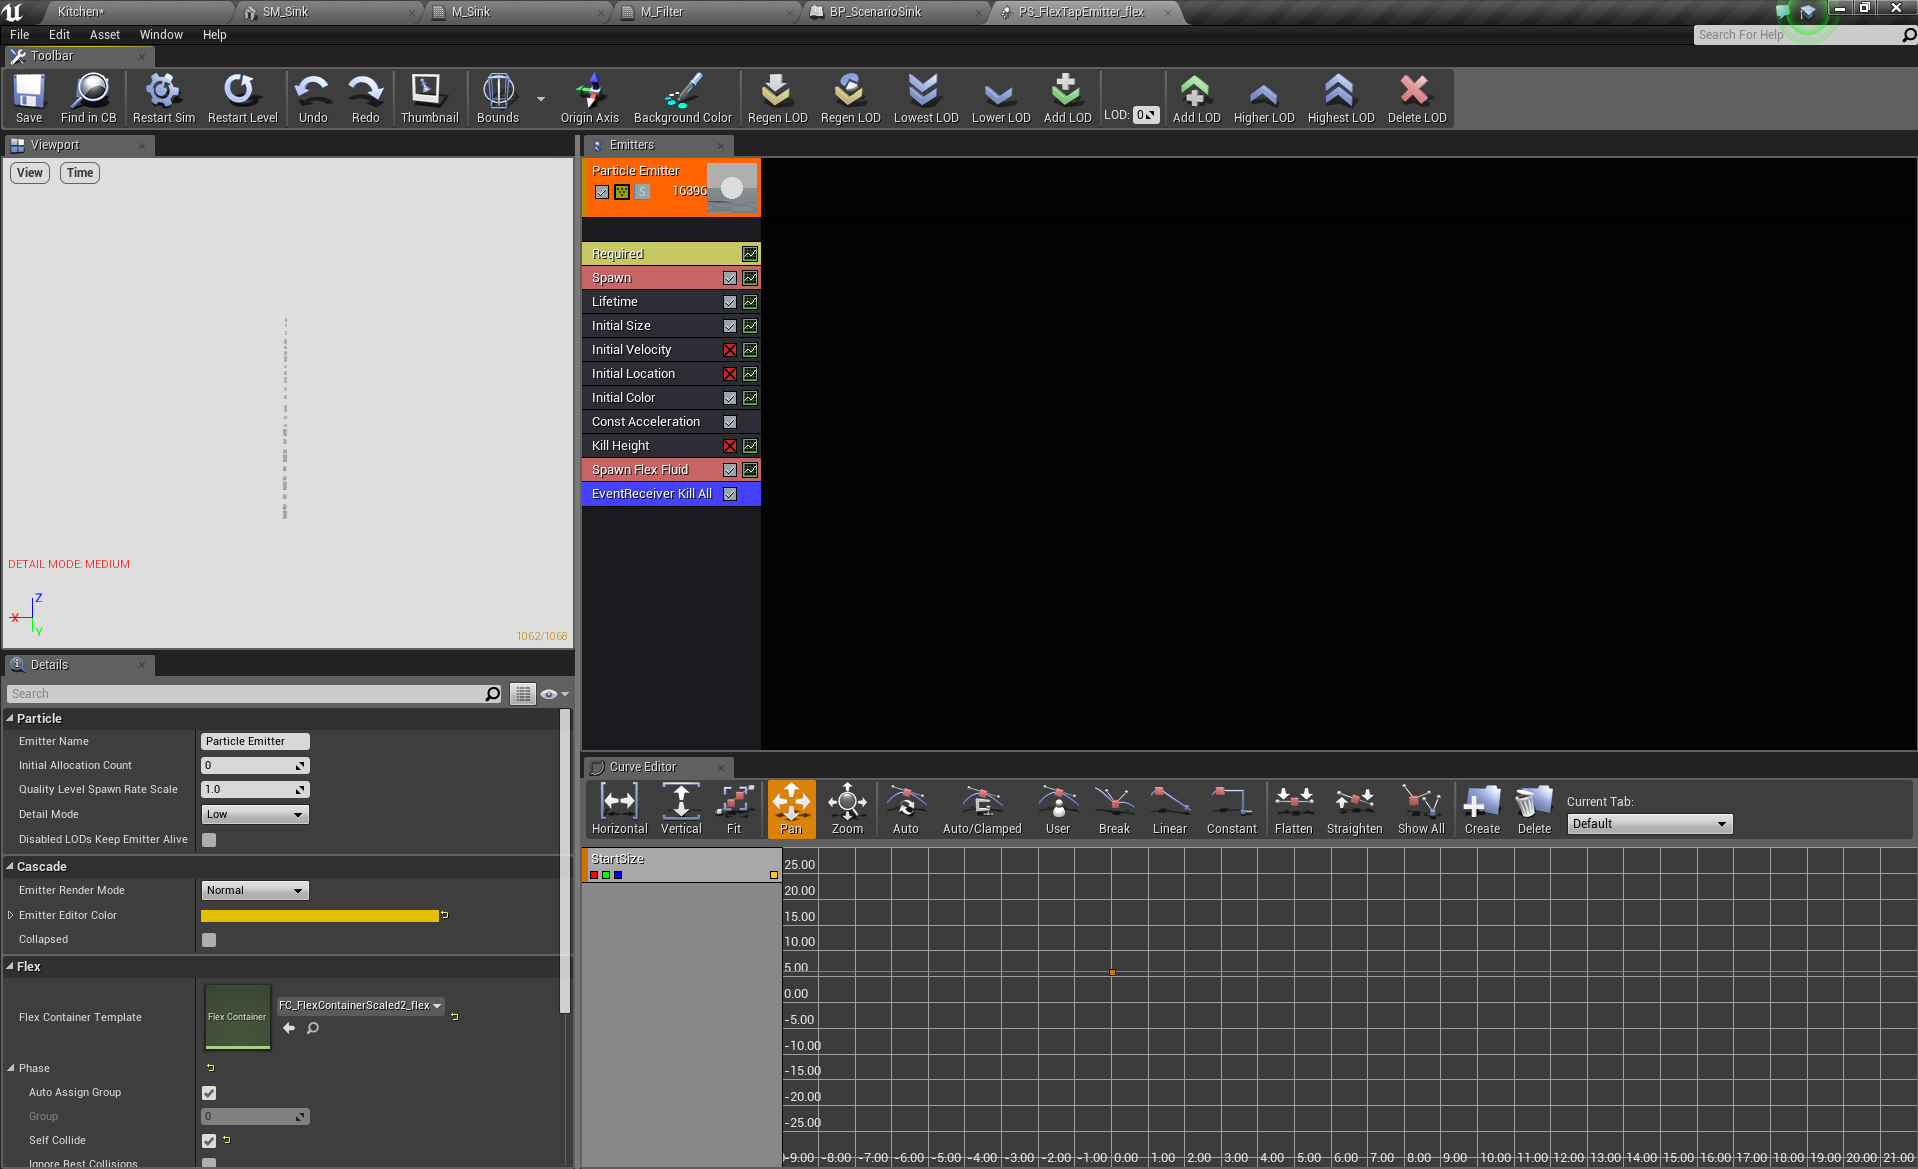 Kitchen*
SM_Sink
M_Sink
M_Filter
BP_ScenarioSink
PS_FlexTapEmitter_flex
File Edit Asset Window Help
Search For Help
Toolbar
Save
Find in CB
Restart Sim
Restart Level
Undo
Redo
Thumbnail
Bounds
Origin Axis
Background Color
Regen LOD
Regen LOD
Lowest LOD
Lower LOD
Add LOD
LOD: 0
Add LOD
Higher LOD
Highest LOD
Delete LOD
Viewport
View
Time
DETAIL MODE: MEDIUM
Z
X
Y
1062/1068
Emitters
Particle Emitter
S
16396
Required
Spawn
Lifetime
Initial Size
Initial Velocity
Initial Location
Initial Color
Const Acceleration
Kill Height
Spawn Flex Fluid
EventReceiver Kill All
Details
Search
Particle
Emitter Name Particle Emitter
Initial Allocation Count 0
Quality Level Spawn Rate Scale 1.0
Detail Mode Low
Disabled LODs Keep Emitter Alive
Cascade
Emitter Render Mode Normal
Emitter Editor Color
Collapsed
Flex
Flex Container Template
Flex Container
FC_FlexContainerScaled2_flex
Phase
Auto Assign Group
Group 0
Self Collide
Ignore Rest Collisions
Curve Editor
Horizontal
Vertical
Fit
Pan
Zoom
Auto
Auto/Clamped
User
Break
Linear
Constant
Flatten
Straighten
Show All
Create
Delete
Current Tab:
Default
StartSize
25.00
20.00
15.00
10.00
5.00
0.00
-5.00
-10.00
-15.00
-20.00
-25.00
-9.00 -8.00 -7.00 -6.00 -5.00 -4.00 -3.00 -2.00 -1.00 0.00 1.00 2.00 3.00 4.00 5.00 6.00 7.00 8.00 9.00 10.00 11.00 12.00 13.00 14.00 15.00 16.00 17.00 18.00 19.00 20.00 21.00